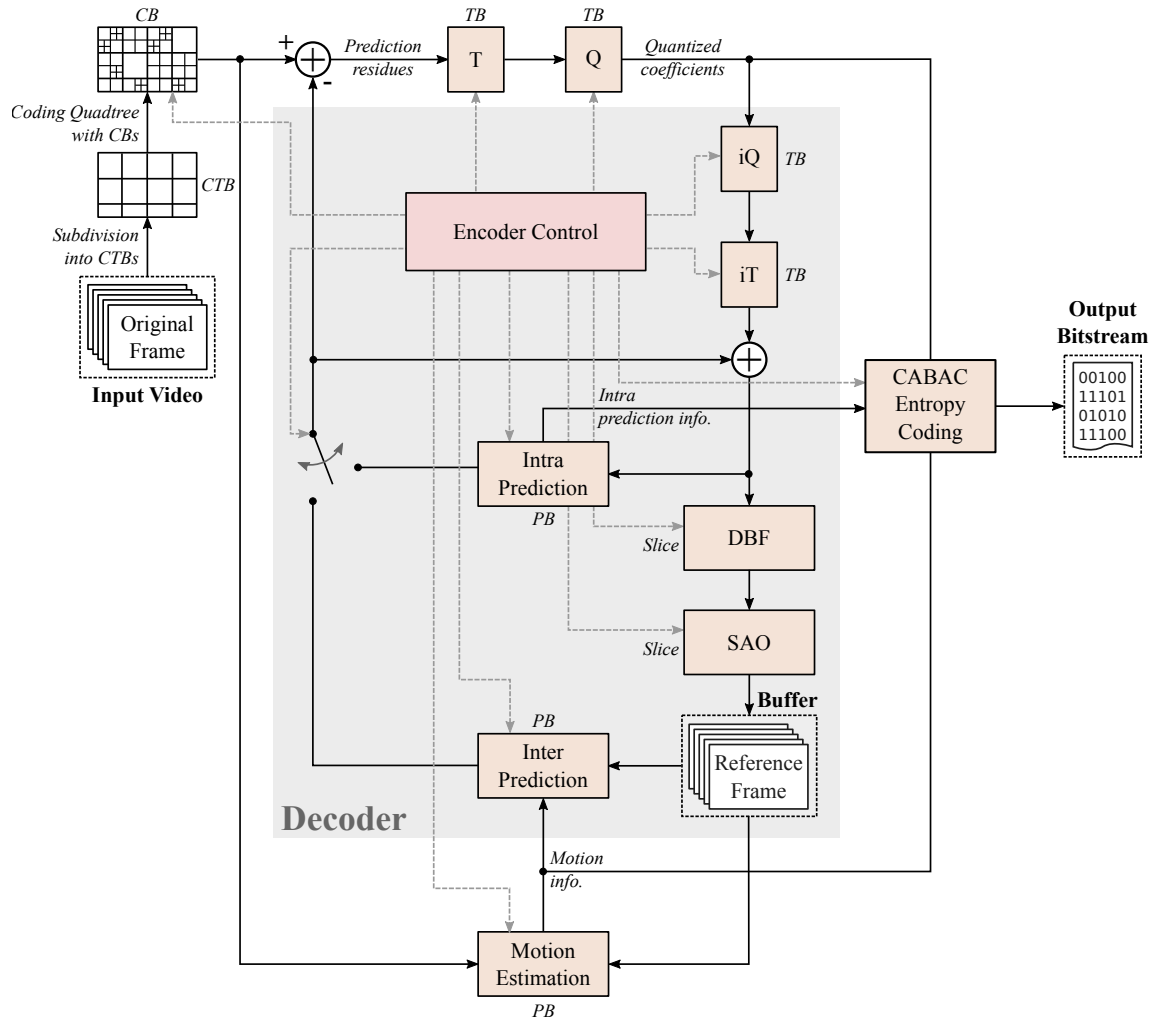 CB
TB
TB
+
-
Prediction
residues
T
Q
Quantized
coefficients
Coding Quadtree
with CBs
CTB
Subdivision
into CTBs
Original
Frame
Input Video
iQ
TB
Encoder Control
iT
TB
Output
Bitstream
00100
11101
01010
11100
CABAC
Entropy
Coding
Intra
prediction info.
Intra
Prediction
PB
Slice
DBF
Slice
SAO
Buffer
Reference
Frame
PB
Inter
Prediction
Decoder
Motion
info.
Motion
Estimation
PB